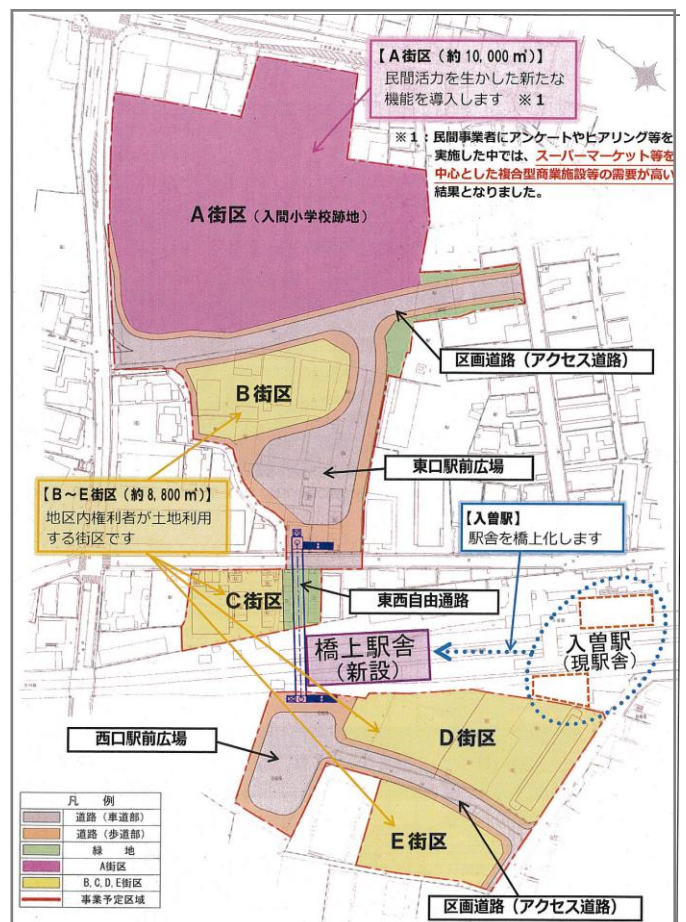 【A街区(約10,000㎡)】
民間活力を生かした新たな
機能を導入します ※1
※1:民間事業者にアンケートやヒアリング等を
実施した中では、スーパーマーケット等を
中心とした複合型商業施設等の需要が高い
結果となりました。
A街区(入間小学校跡地)
区画道路(アクセス道路)
B街区
東口駅前広場
【B~E街区(約8,800㎡)】
地区内権利者が土地利用
する街区です
【入曽駅】
駅舎を橋上化します
C街区
東西自由通路
橋上駅舎
(新設)
入曽駅
(現駅舎)
西口駅前広場
D街区
E街区
区画道路(アクセス道路)
凡 例
道路(車道部)
道路(歩道部)
緑 地
A街区
B,C,D,E街区
事業予定区域